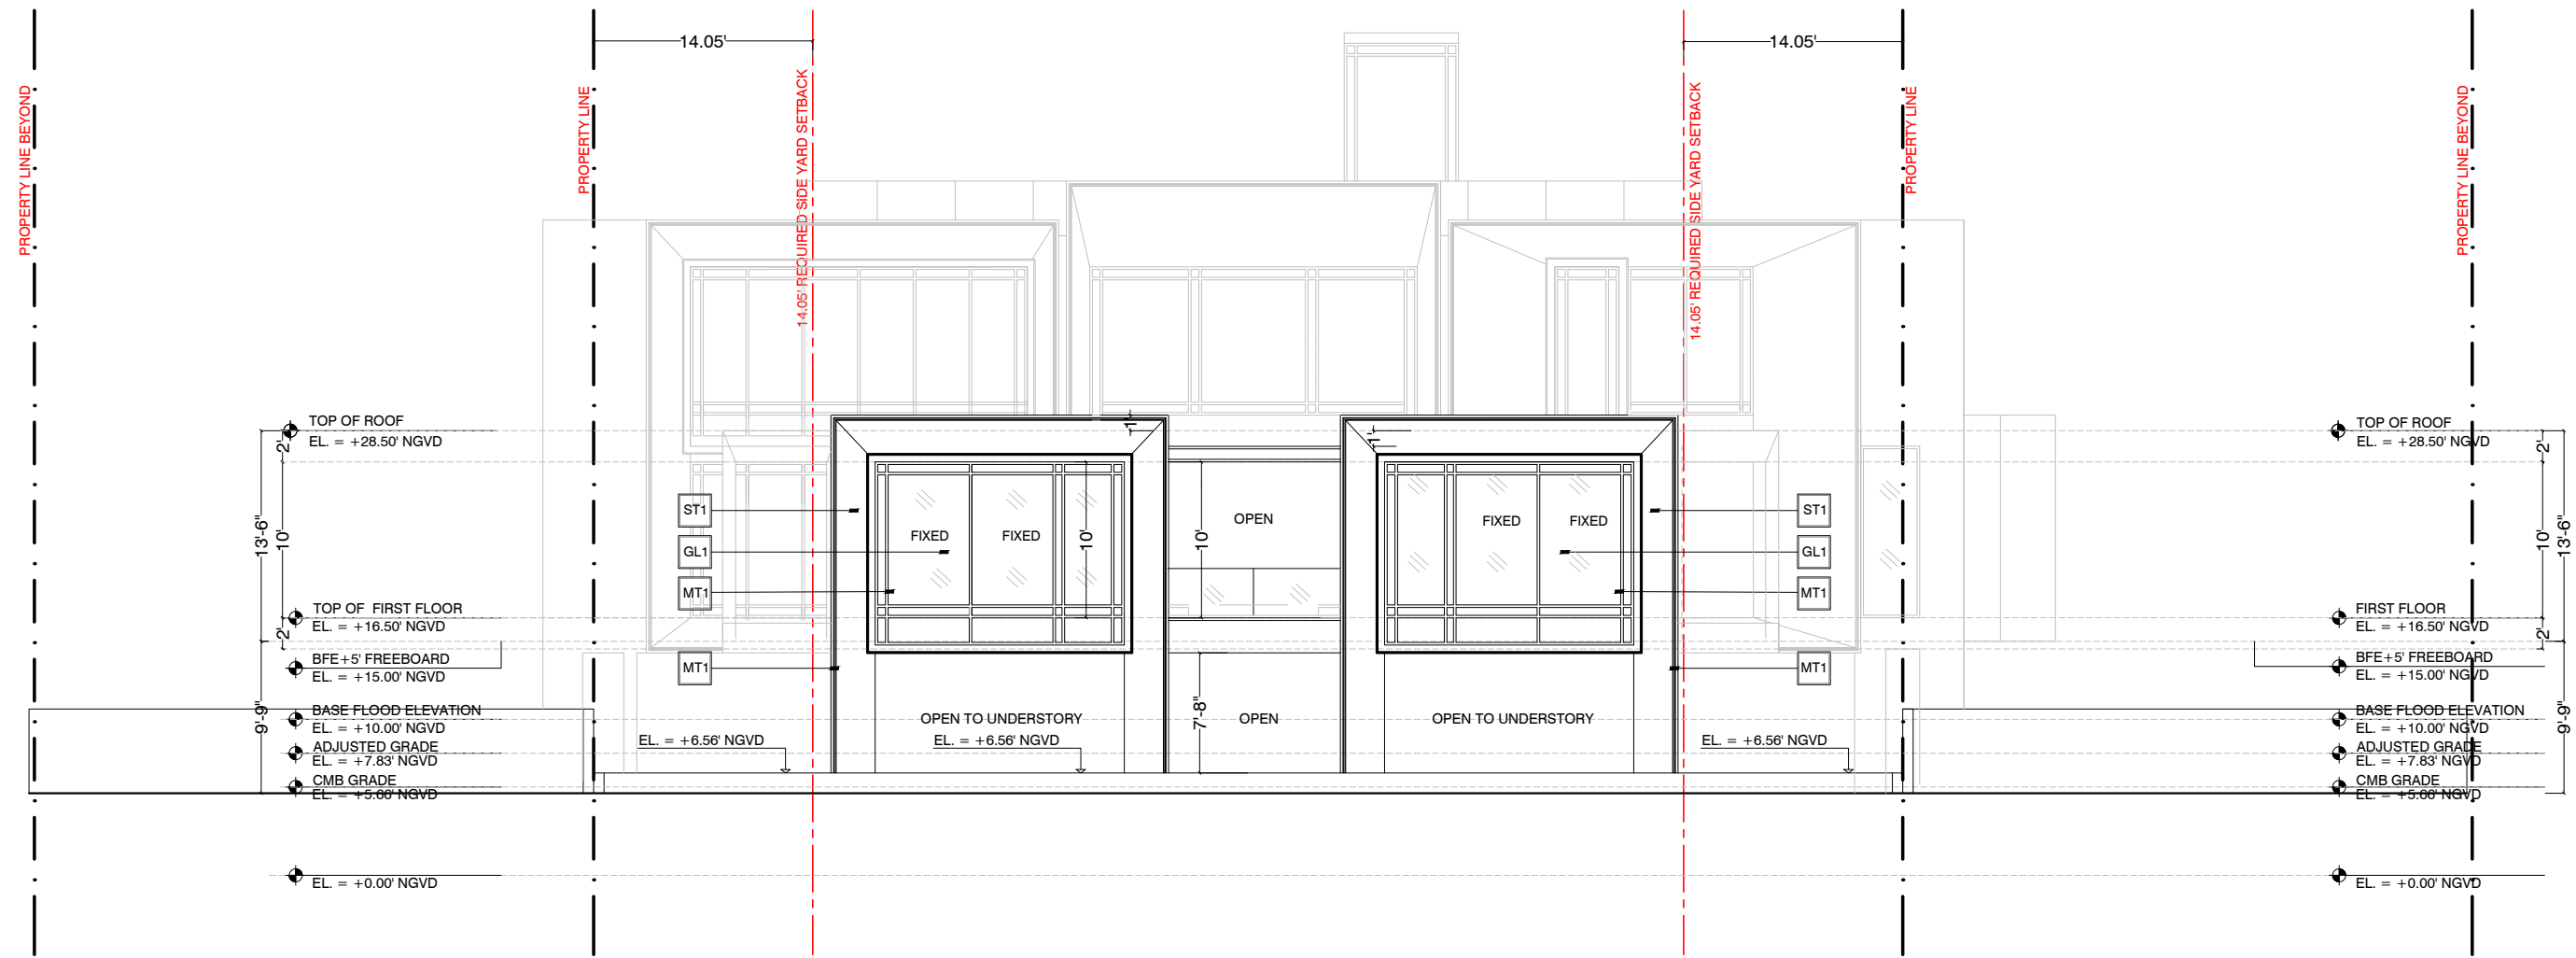 14.05'
14.05'
PROPERTY LINE BEYOND
PROPERTY LINE
14.05' REQUIRED SIDE YARD SETBACK
14.05' REQUIRED SIDE YARD SETBACK
PROPERTY LINE
PROPERTY LINE BEYOND
TOP OF ROOF
EL. = +28.50' NGVD
TOP OF FIRST FLOOR
EL. = +16.50' NGVD
BFE+5' FREEBOARD
EL. = +15.00' NGVD
BASE FLOOD ELEVATION
EL. = +10.00' NGVD
ADJUSTED GRADE
EL. = +7.83' NGVD
CMB GRADE
EL. = +5.66' NGVD
EL. = +0.00' NGVD
2'
13'-6"
10'
2'
9'-9"
ST1
GL1
MT1
MT1
1'
FIXED
FIXED
10'
OPEN TO UNDERSTORY
EL. = +6.56' NGVD
EL. = +6.56' NGVD
10'
OPEN
7'-8"
OPEN
1'
FIXED
FIXED
OPEN TO UNDERSTORY
EL. = +6.56' NGVD
ST1
GL1
MT1
MT1
TOP OF ROOF
EL. = +28.50' NGVD
FIRST FLOOR
EL. = +16.50' NGVD
BFE+5' FREEBOARD
EL. = +15.00' NGVD
BASE FLOOD ELEVATION
EL. = +10.00' NGVD
ADJUSTED GRADE
EL. = +7.83' NGVD
CMB GRADE
EL. = +5.66' NGVD
EL. = +0.00' NGVD
2'
10'
13'-6"
2'
9'-9"